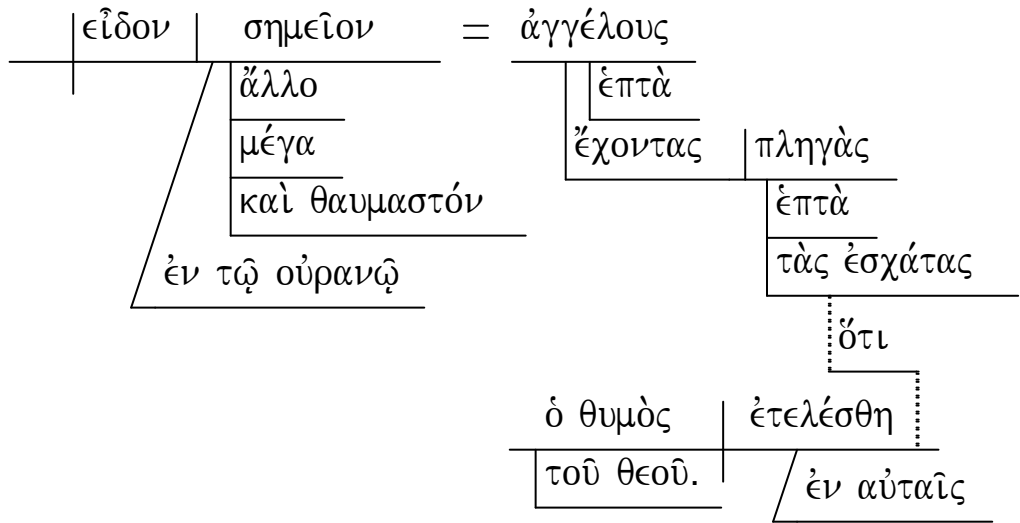 εἶδον σημεῖον = ἀγγέλους
ἄλλο ἑπτὰ
μέγα ἔχοντας πληγὰς
καὶ θαυμαστόν ἑπτὰ
ἐν τῷ οὐρανῷ τὰς ἐσχάτας
ὅτι
ὁ θυμὸς ἐτελέσθη
τοῦ θεοῦ. ἐν αὐταῖς